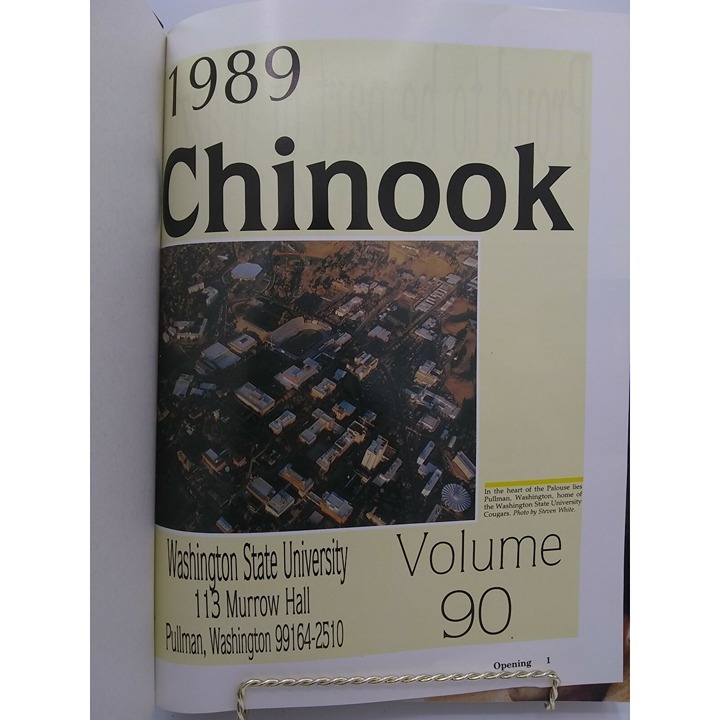 1989
Chinook
In the heart of the Palouse lies
Pullman, Washington, home of
the Washington State University
Cougars. Photo by Steven White.
Washington State University
113 Murrow Hall
Pullman, Washington 99164-2510
Volume
90
Opening 1